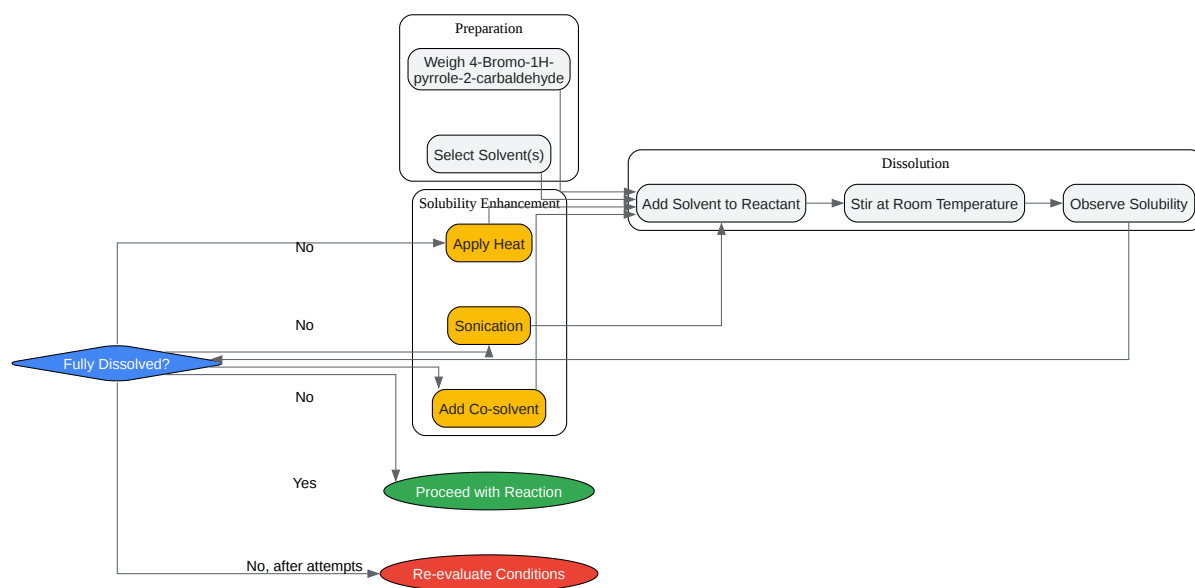 Preparation
Weigh 4-Bromo-1H-
pyrrole-2-carbaldehyde
Select Solvent(s)
Dissolution
Add Solvent to Reactant
Stir at Room Temperature
Observe Solubility
Solubility Enhancement
Apply Heat
No
Sonication
No
Fully Dissolved?
Add Co-solvent
No
Yes
Proceed with Reaction
No, after attempts
Re-evaluate Conditions